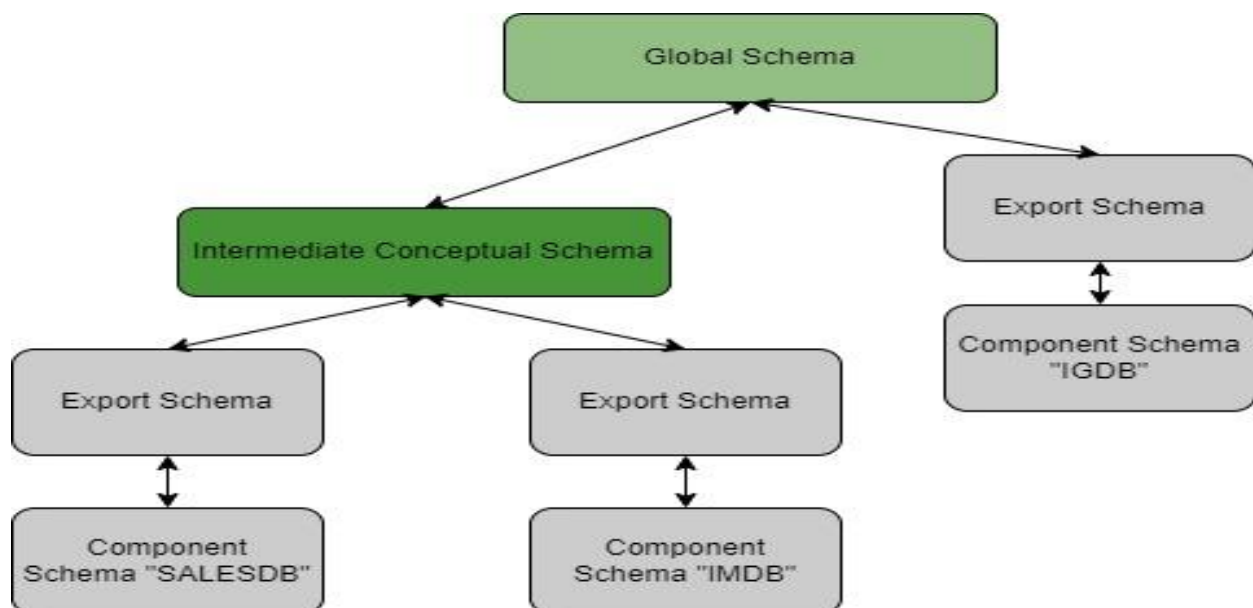 Global Schema
Export Schema
Intermediate Conceptual Schema
Component Schema
"IGDB"
Export Schema
Export Schema
Component
Schema "SALESDB"
Component
Schema "IMDB"